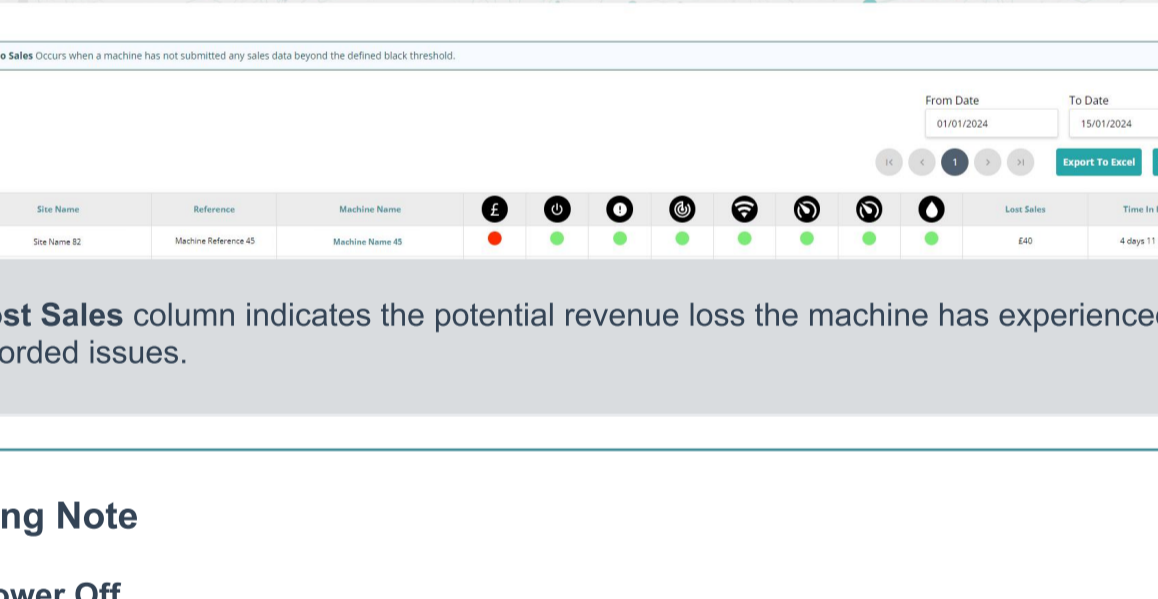 o Sales Occurs when a machine has not submitted any sales data beyond the defined black threshold.
From Date To Date
01/01/2024 15/01/2024
1 Export To Excel
Site Name Reference Machine Name £ Lost Sales Time In
Site Name 82 Machine Reference 45 Machine Name 45 £40 4 days 11
ost Sales column indicates the potential revenue loss the machine has experienced
orded issues.
ng Note
ower Off